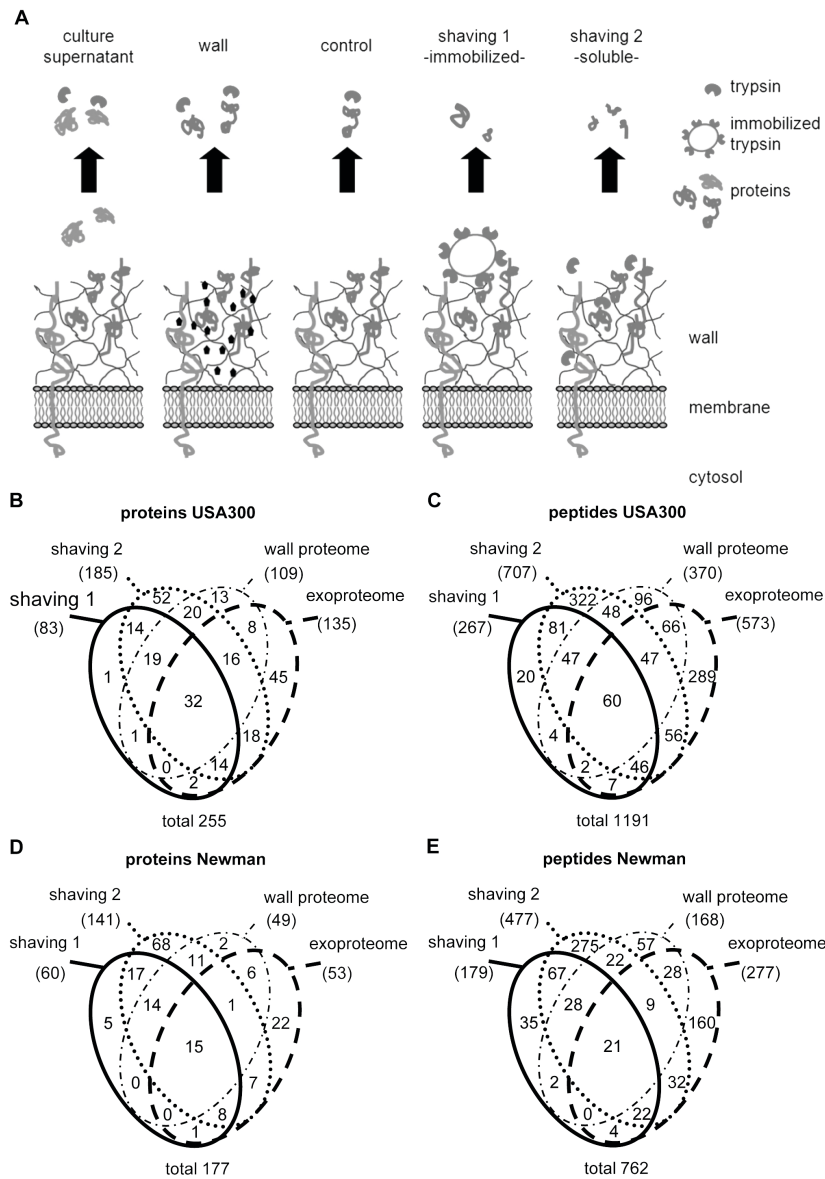 A
culture
supernatant
wall
control
shaving 1
-immobilized-
shaving 2
-soluble-
trypsin
immobilized
trypsin
proteins
wall
membrane
cytosol
B
proteins USA300
shaving 2
(185)
wall proteome
(109)
shaving 1
(83)
exoproteome
(135)
52
13
20
14
8
19
16
1
45
32
1
18
0
14
2
total 255
C
peptides USA300
shaving 2
(707)
wall proteome
(370)
shaving 1
(267)
exoproteome
(573)
322
96
48
81
66
47
47
20
289
60
4
56
2
46
7
total 1191
D
proteins Newman
shaving 2
(141)
wall proteome
(49)
shaving 1
(60)
exoproteome
(53)
68
2
11
17
6
14
1
5
22
15
0
7
0
8
1
total 177
E
peptides Newman
shaving 2
(477)
wall proteome
(168)
shaving 1
(179)
exoproteome
(277)
275
57
22
67
28
28
9
35
160
21
2
32
0
22
4
total 762